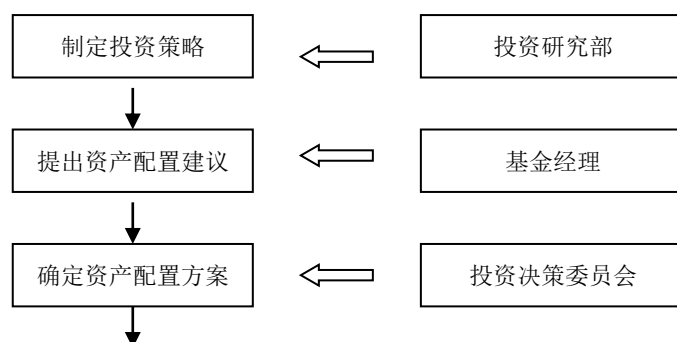 制定投资策略
投资研究部
提出资产配置建议
基金经理
确定资产配置方案
投资决策委员会